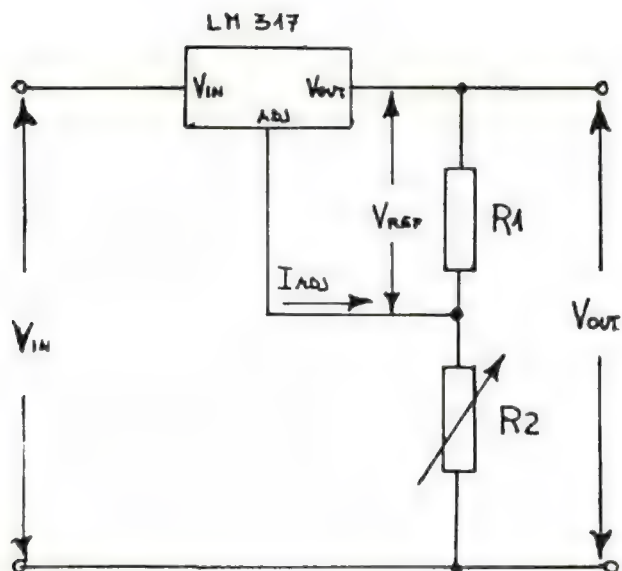 LM 317
VIN
VOUT
ADJ
VREF
R1
IADJ
VIN
VOUT
R2